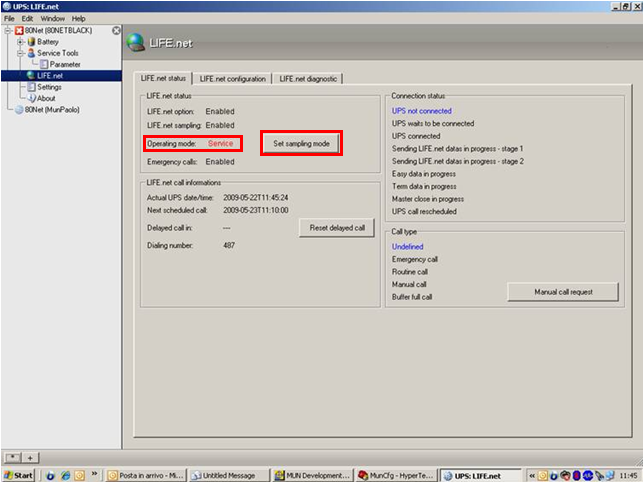 UPS: LIFE.net
File Edit Window Help
80Net (80NETBLACK)
Battery
Service Tools
Parameter
LIFE.net
Settings
About
80Net (MunPaolo)
LIFE.net
LIFE.net status LIFE.net configuration LIFE.net diagnostic
LIFE.net status
LIFE.net option: Enabled
LIFE.net sampling: Enabled
Operating mode: Service Set sampling mode
Emergency calls: Enabled
LIFE.net call informations
Actual UPS date/time: 2009-05-22T11:45:24
Next scheduled call: 2009-05-23T11:10:00
Delayed call in: --- Reset delayed call
Dialing number: 487
Connection status
UPS not connected
UPS waits to be connected
UPS connected
Sending LIFE.net datas in progress - stage 1
Sending LIFE.net datas in progress - stage 2
Easy data in progress
Term data in progress
Master close in progress
UPS call rescheduled
Call type
Undefined
Emergency call
Routine call
Manual call
Buffer full call
Manual call request
* +
Start » Posta in arrivo - Mi... Untitled Message MUN Developmen... MunCfg - HyperTe... UPS: LIFE.net « 11:45